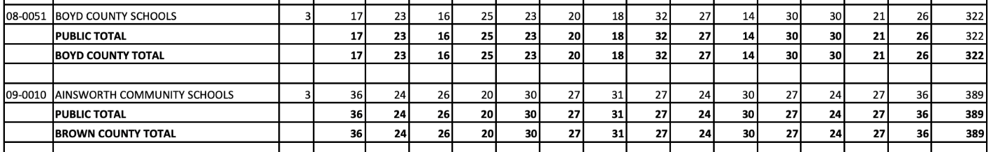 08-0051 BOYD COUNTY SCHOOLS 3 17 23 16 25 23 20 18 32 27 14 30 30 21 26 322
PUBLIC TOTAL 17 23 16 25 23 20 18 32 27 14 30 30 21 26 322
BOYD COUNTY TOTAL 17 23 16 25 23 20 18 32 27 14 30 30 21 26 322
09-0010 AINSWORTH COMMUNITY SCHOOLS 3 36 24 26 20 30 27 31 27 24 30 27 24 27 36 389
PUBLIC TOTAL 36 24 26 20 30 27 31 27 24 30 27 24 27 36 389
BROWN COUNTY TOTAL 36 24 26 20 30 27 31 27 24 30 27 24 27 36 389